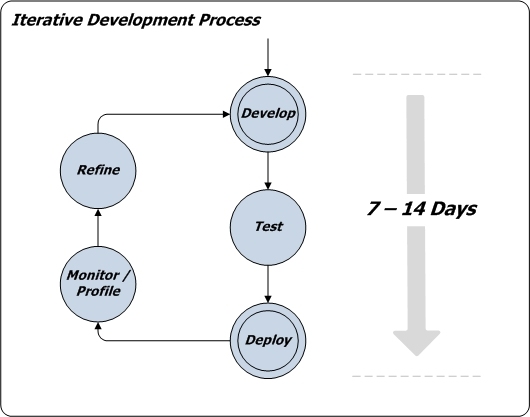 Iterative Development Process
Develop
Refine
7 – 14 Days
Test
Monitor /
Profile
Deploy